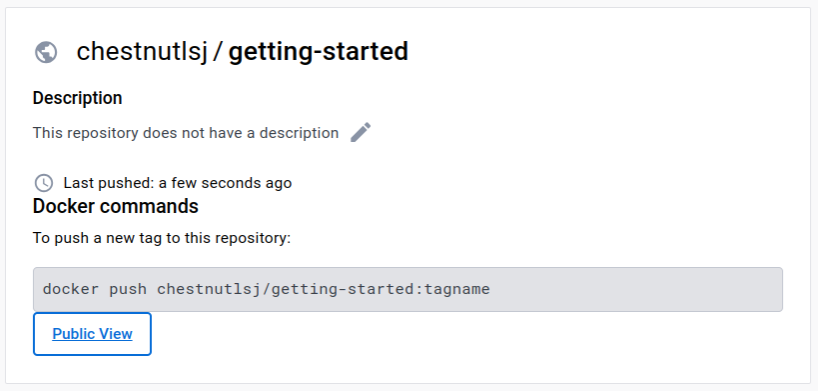 chestnutlsj / getting-started
Description
This repository does not have a description
Last pushed: a few seconds ago
Docker commands
To push a new tag to this repository:
docker push chestnutlsj/getting-started:tagname
Public View